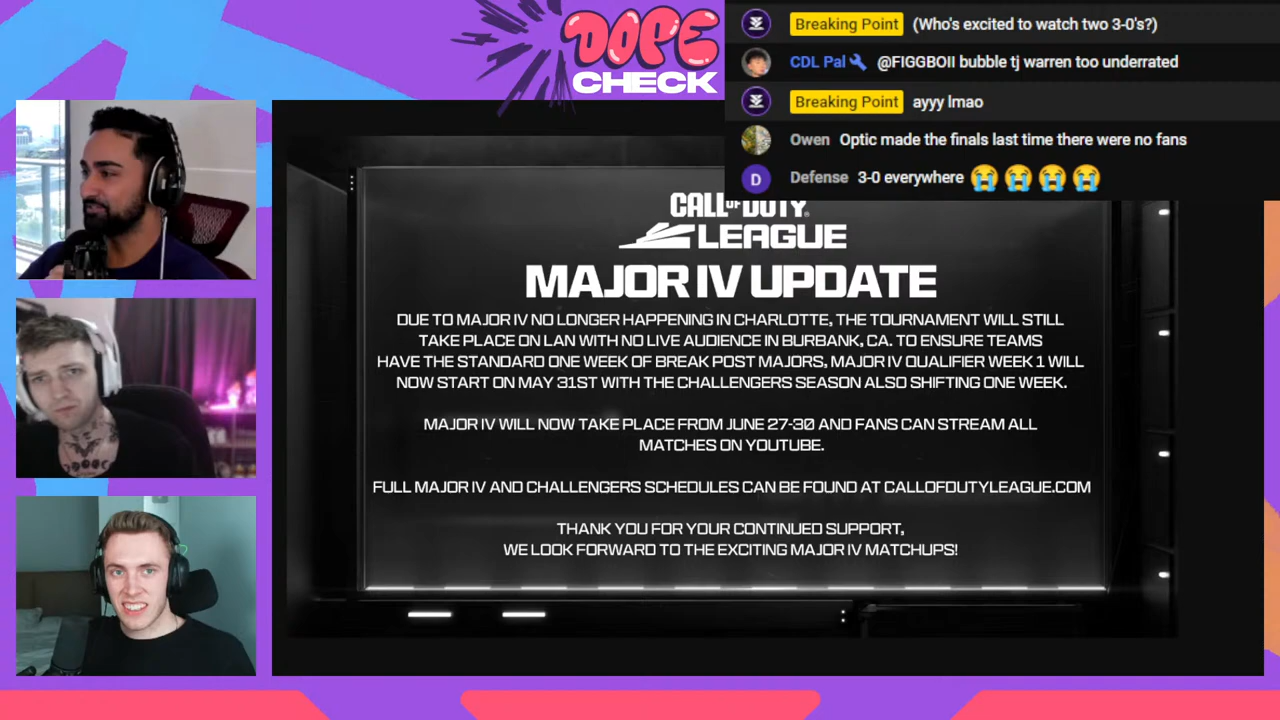 DOPE
CHECK
Breaking Point (Who's excited to watch two 3-0's?)
CDL Pal @FIGGBOII bubble tj warren too underrated
Breaking Point ayyy lmao
Owen Optic made the finals last time there were no fans
D Defense 3-0 everywhere 😭 😭 😭 😭
CALL OF DUTY
LEAGUE
MAJOR IV UPDATE
DUE TO MAJOR IV NO LONGER HAPPENING IN CHARLOTTE, THE TOURNAMENT WILL STILL
TAKE PLACE ON LAN WITH NO LIVE AUDIENCE IN BURBANK, CA. TO ENSURE TEAMS
HAVE THE STANDARD ONE WEEK OF BREAK POST MAJORS, MAJOR IV QUALIFIER WEEK 1 WILL
NOW START ON MAY 31ST WITH THE CHALLENGERS SEASON ALSO SHIFTING ONE WEEK.
MAJOR IV WILL NOW TAKE PLACE FROM JUNE 27-30 AND FANS CAN STREAM ALL
MATCHES ON YOUTUBE.
FULL MAJOR IV AND CHALLENGERS SCHEDULES CAN BE FOUND AT CALLOFDUTYLEAGUE.COM
THANK YOU FOR YOUR CONTINUED SUPPORT,
WE LOOK FORWARD TO THE EXCITING MAJOR IV MATCHUPS!